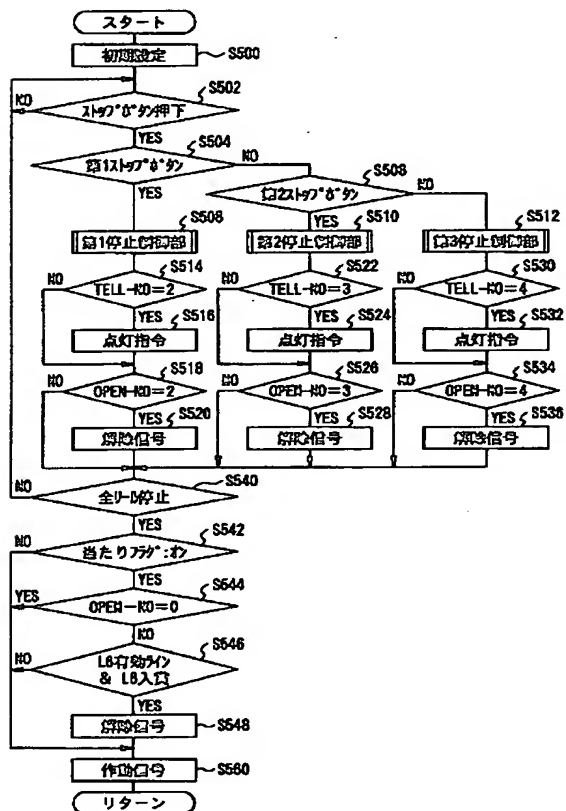 スタート
初期設定
S500
S502
NO
ストップボタン押下
YES
S504
第1ストップボタン
NO
YES
S508
第2ストップボタン
NO
YES
S508
第1停止制御部
S510
第2停止制御部
S512
第3停止制御部
S514
NO
TELL-NO=2
YES
S522
NO
TELL-NO=3
YES
S530
NO
TELL-NO=4
YES
S516
点灯指令
S524
点灯指令
S532
点灯指令
S518
NO
OPEN-NO=2
YES
S526
NO
OPEN-NO=3
YES
S534
NO
OPEN-NO=4
YES
S520
解除信号
S528
解除信号
S536
解除信号
S540
NO
全リール停止
YES
S542
NO
当たりフラグ:オン
YES
S544
YES
OPEN-NO=0
NO
S546
NO
LB有効ライン
& LB入賞
YES
解除信号
S548
作動信号
S560
リターン